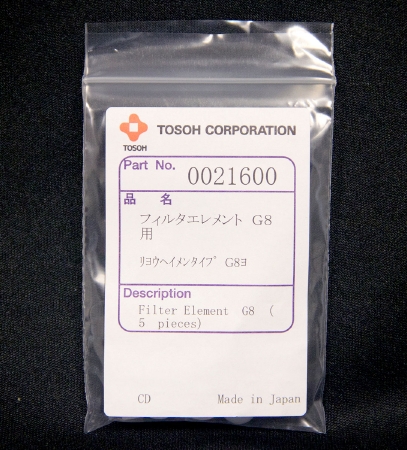 TOSOH CORPORATION
TOSOH
Part No. 0021600
品 名
フィルタエレメント G8
用
ﾘﾖウヘイメンタイプ G8ヨ
Description
Filter Element G8 (
5 pieces)
CD Made in Japan